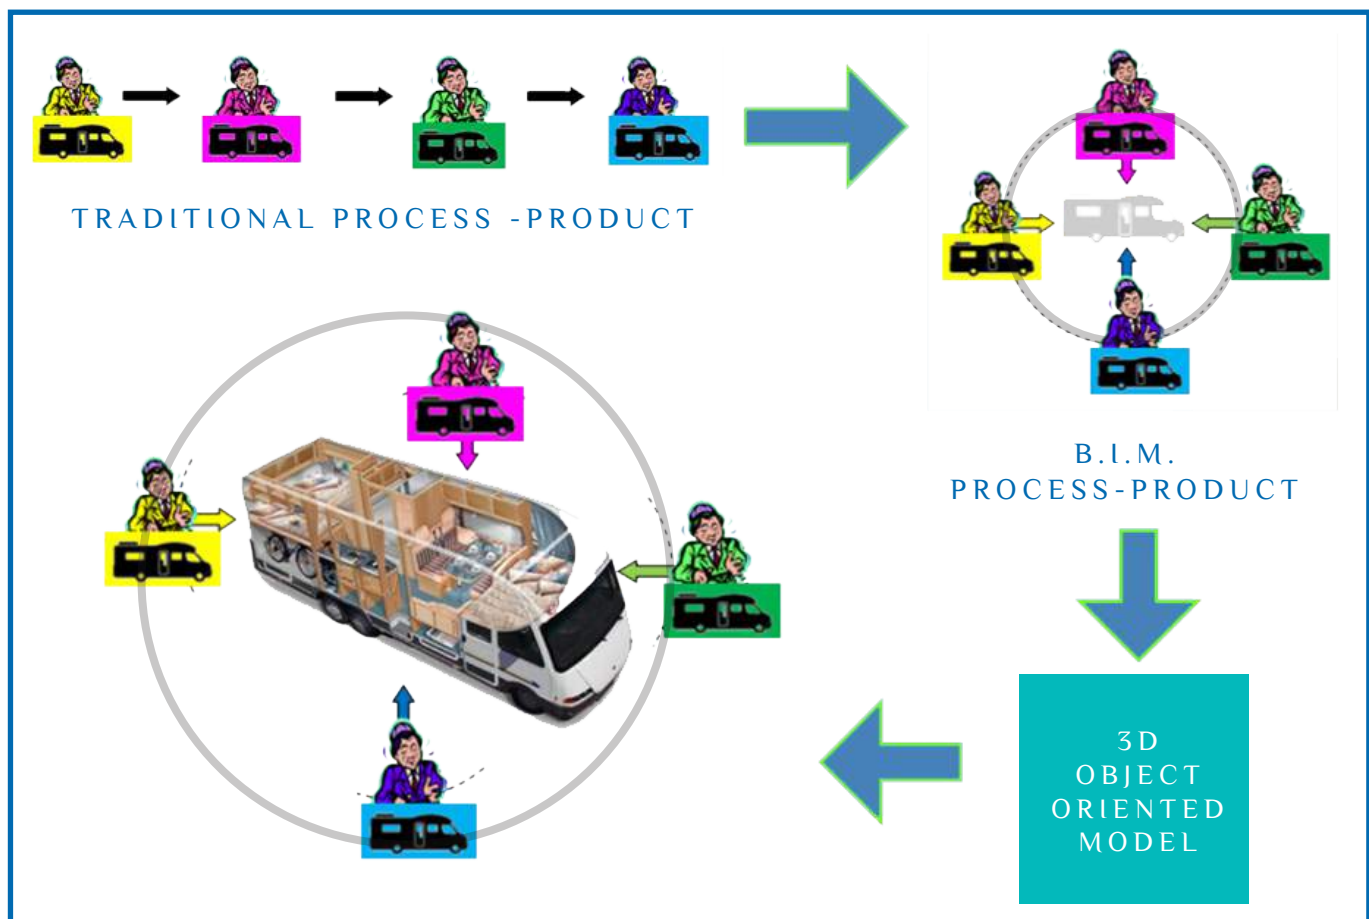 TRADITIONAL PROCESS -PRODUCT
B.I.M.
PROCESS-PRODUCT
3D
OBJECT
ORIENTED
MODEL